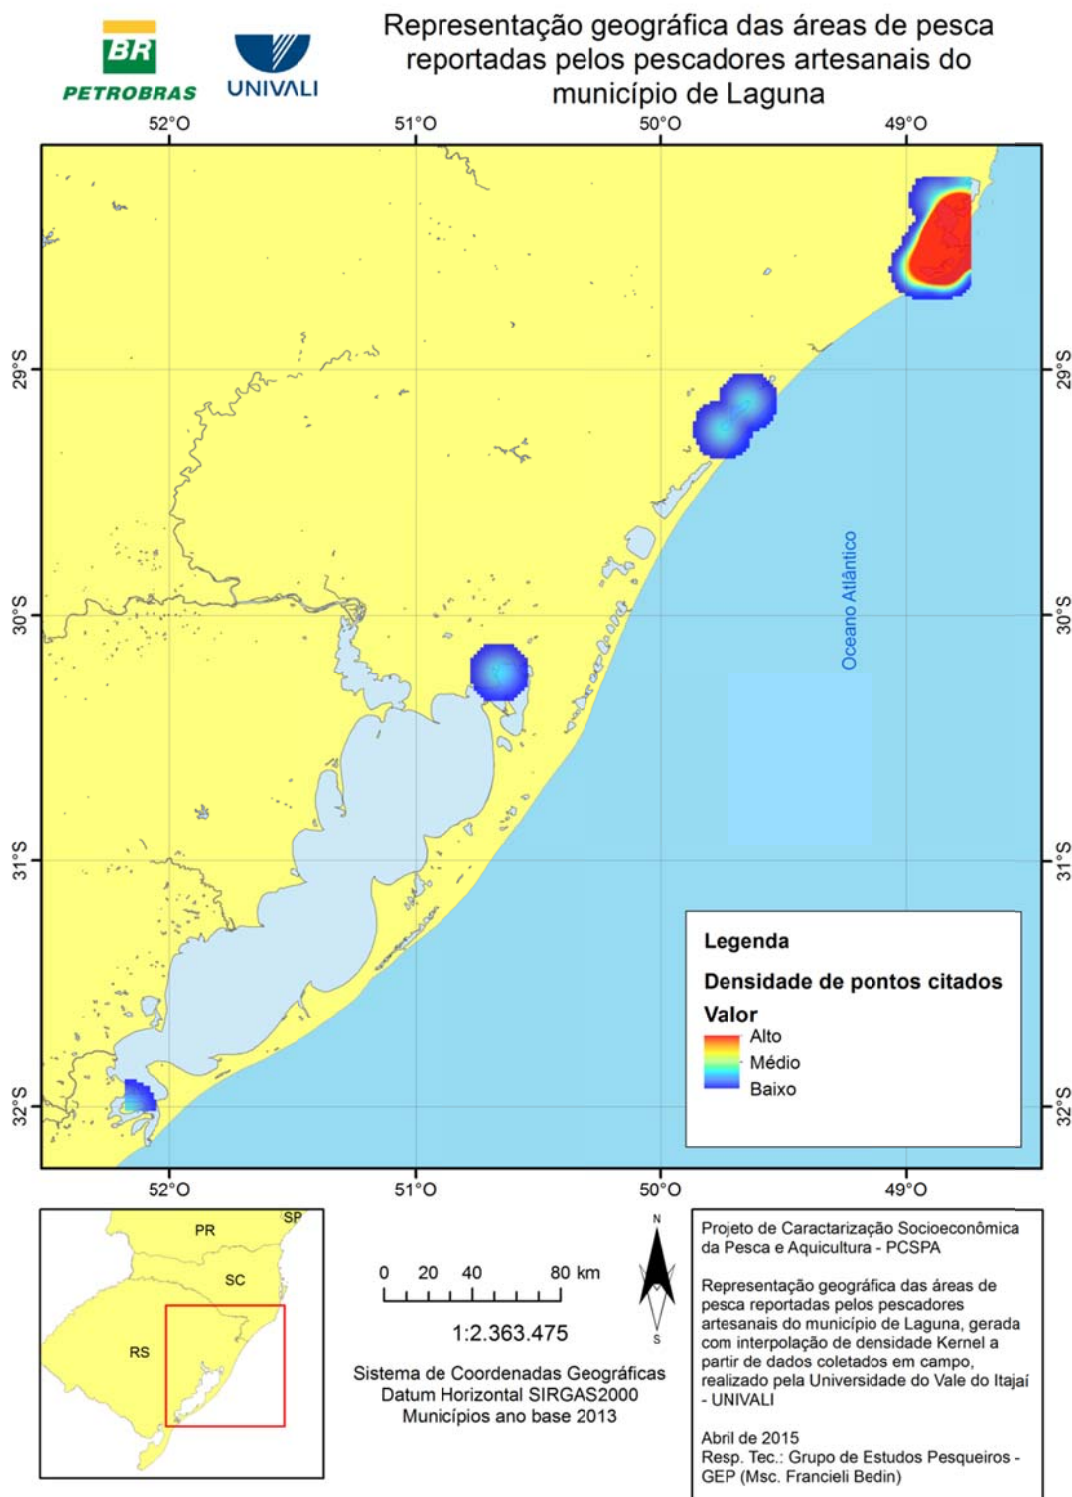 BR
PETROBRAS
UNIVALI
Representação geográfica das áreas de pesca
reportadas pelos pescadores artesanais do
município de Laguna
52°O
51°O
50°O
49°O
29°S
29°S
30°S
30°S
31°S
31°S
32°S
32°S
Oceano Atlântico
Legenda
Densidade de pontos citados
Valor
Alto
Médio
Baixo
52°O
51°O
50°O
49°O
PR
SP
SC
RS
0 20 40 80 km
1:2.363.475
Sistema de Coordenadas Geográficas
Datum Horizontal SIRGAS2000
Municípios ano base 2013
N
S
Projeto de Caractarização Socioeconômica
da Pesca e Aquicultura - PCSPA
Representação geográfica das áreas de
pesca reportadas pelos pescadores
artesanais do município de Laguna, gerada
com interpolação de densidade Kernel a
partir de dados coletados em campo,
realizado pela Universidade do Vale do Itajaí
- UNIVALI
Abril de 2015
Resp. Tec.: Grupo de Estudos Pesqueiros -
GEP (Msc. Francieli Bedin)